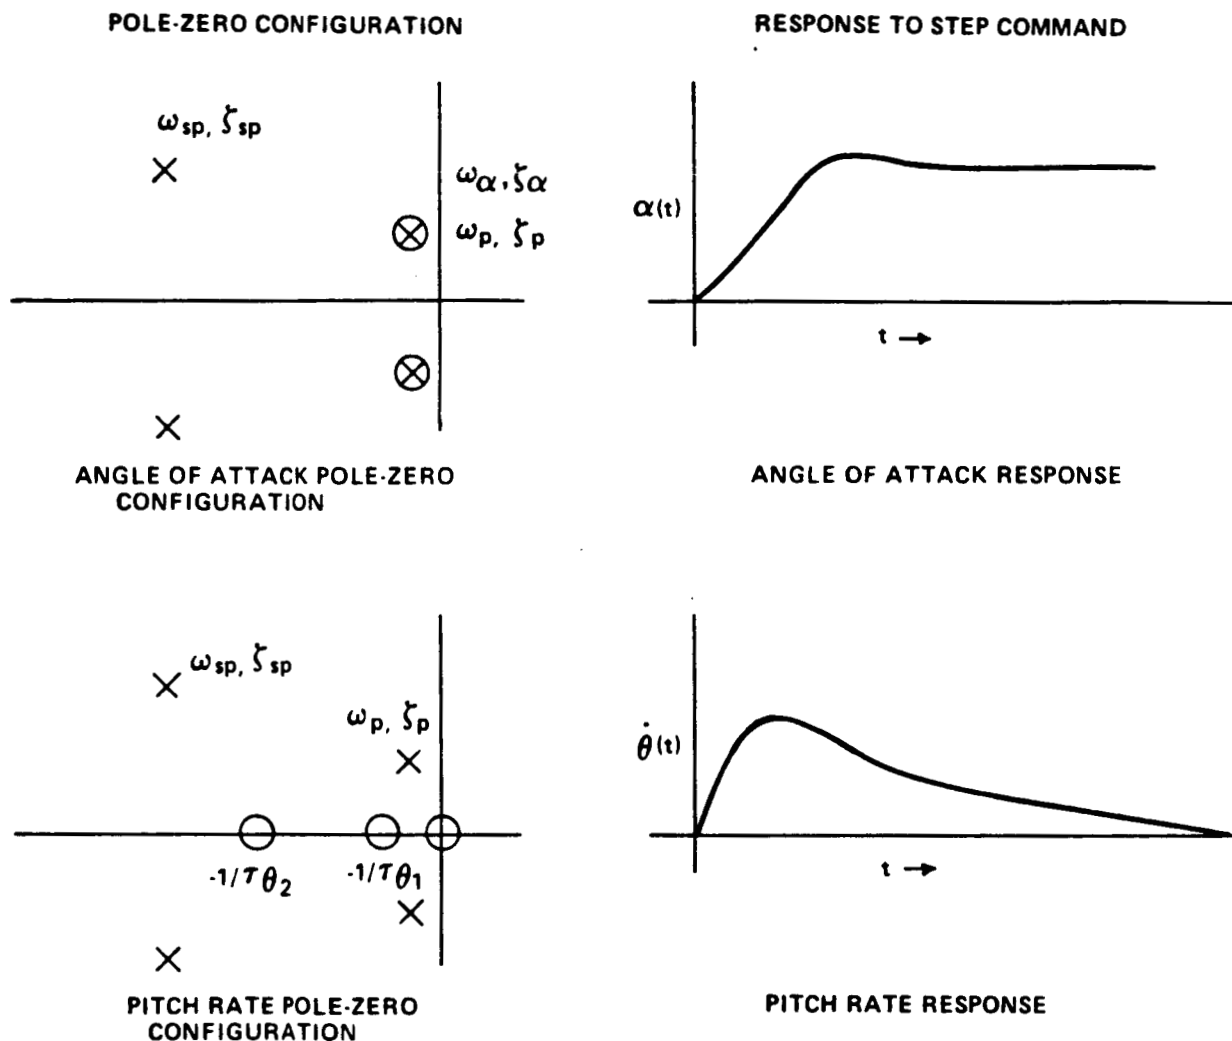 POLE-ZERO CONFIGURATION
RESPONSE TO STEP COMMAND
ωsp, ζsp
ωα, ζα
ωp, ζp
α(t)
t →
ANGLE OF ATTACK POLE-ZERO
CONFIGURATION
ANGLE OF ATTACK RESPONSE
ωsp, ζsp
ωp, ζp
-1/τθ2
-1/τθ1
θ̇(t)
t →
PITCH RATE POLE-ZERO
CONFIGURATION
PITCH RATE RESPONSE